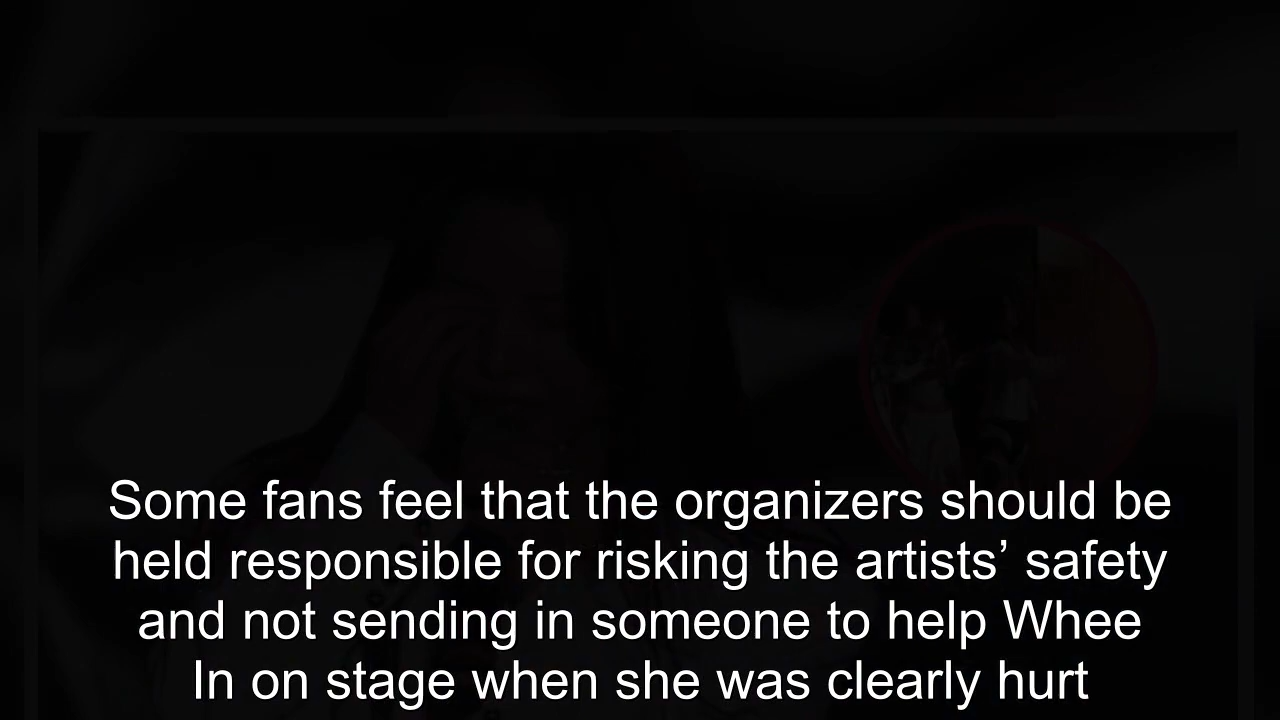 Some fans feel that the organizers should be
held responsible for risking the artists’ safety
and not sending in someone to help Whee
In on stage when she was clearly hurt